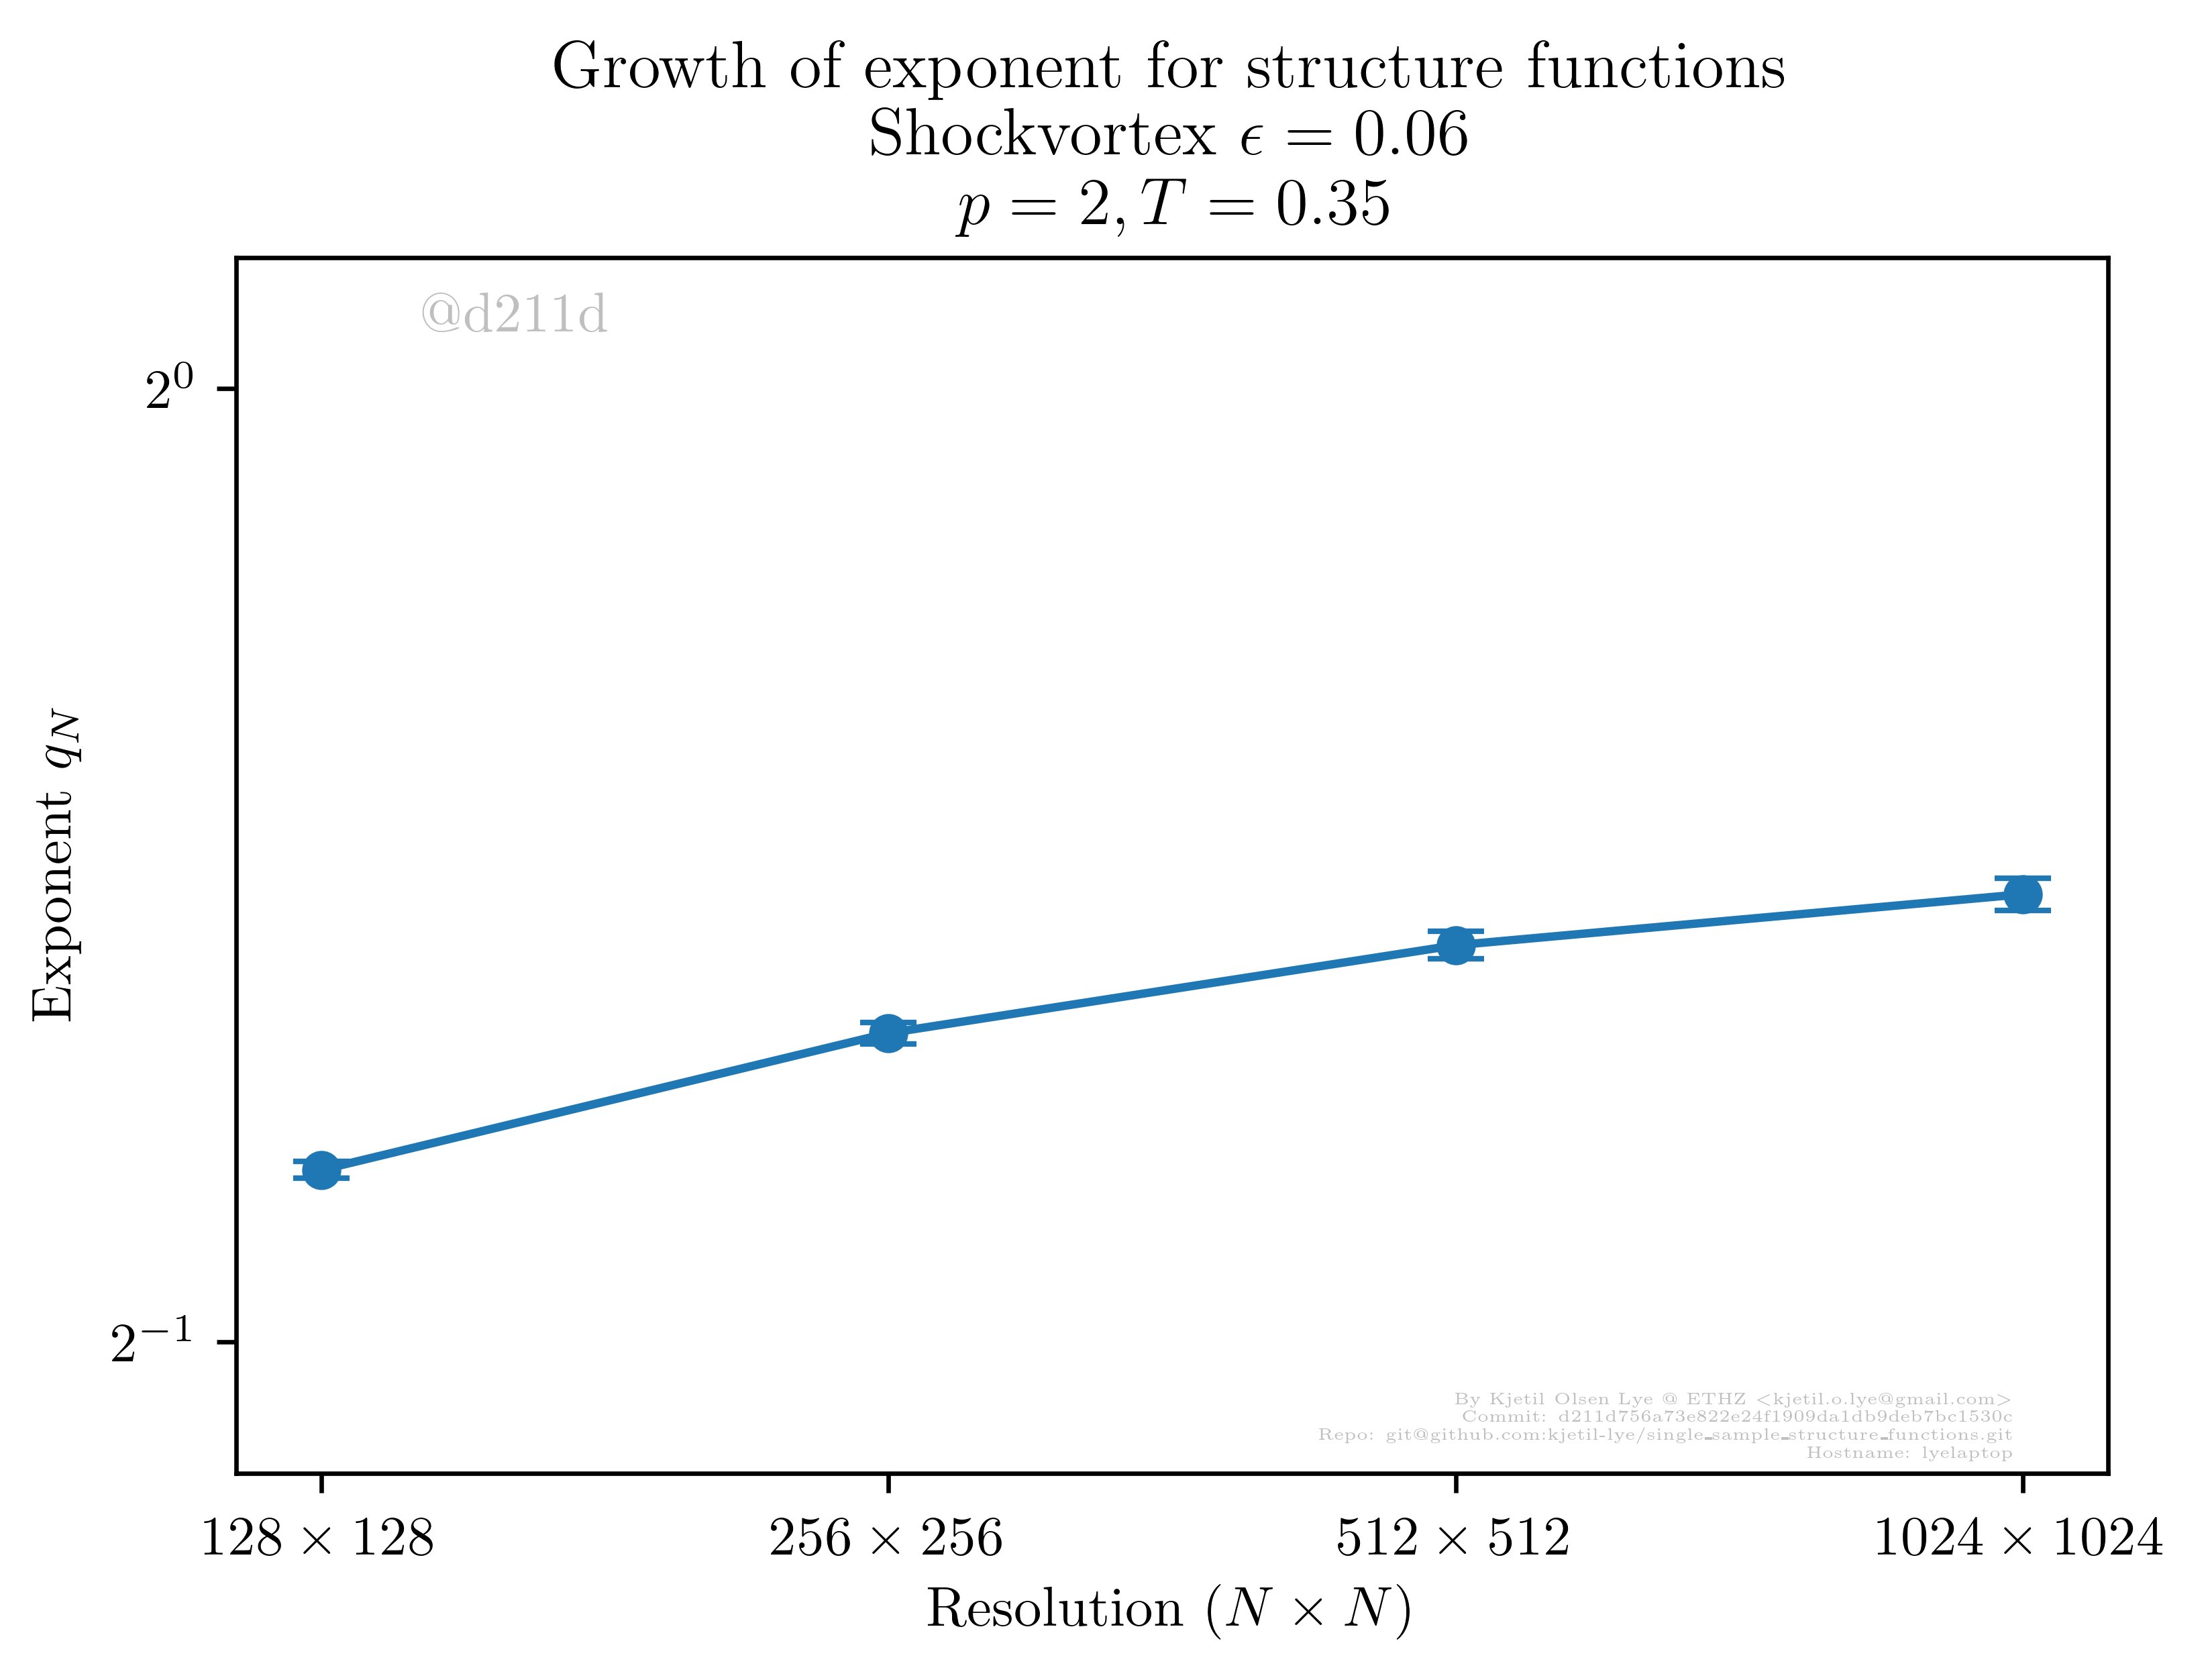 Growth of exponent for structure functions
Shockvortex ϵ = 0.06
p = 2, T = 0.35
@d211d
2⁰
Exponent q_N
2⁻¹
By Kjetil Olsen Lye @ ETHZ <kjetil.o.lye@gmail.com>
Commit: d211d756a73e822e24f1909da1db9deb7bc1530c
Repo: git@github.com:kjetil-lye/single_sample_structure_functions.git
Hostname: lyelaptop
128 × 128 256 × 256 512 × 512 1024 × 1024
Resolution (N × N)